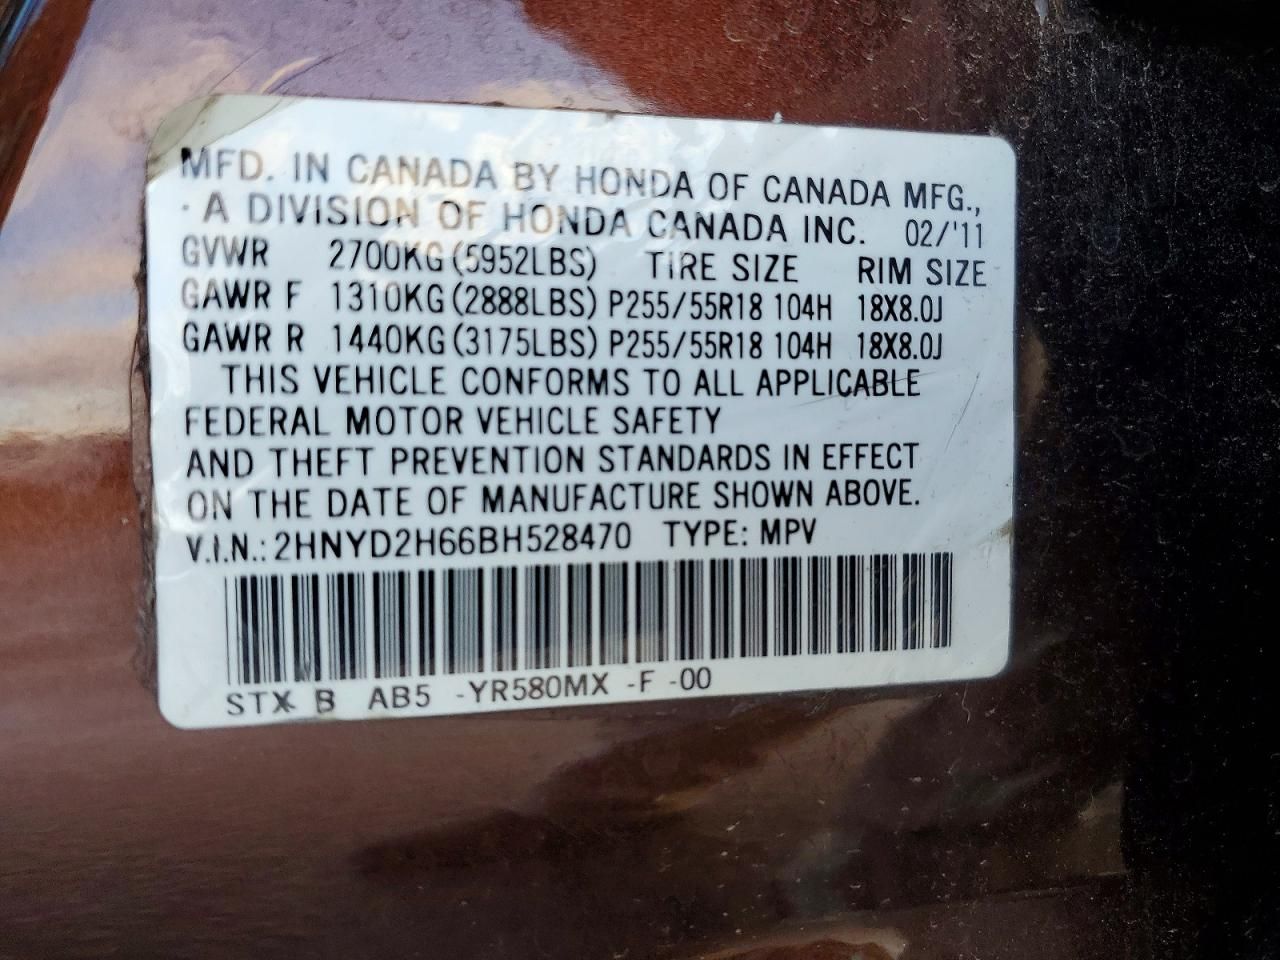 MFD. IN CANADA BY HONDA OF CANADA MFG.,
A DIVISION OF HONDA CANADA INC. 02/'11
GVWR 2700KG (5952LBS) TIRE SIZE RIM SIZE
GAWR F 1310KG (2888LBS) P255/55R18 104H 18X8.0J
GAWR R 1440KG (3175LBS) P255/55R18 104H 18X8.0J
THIS VEHICLE CONFORMS TO ALL APPLICABLE
FEDERAL MOTOR VEHICLE SAFETY
AND THEFT PREVENTION STANDARDS IN EFFECT
ON THE DATE OF MANUFACTURE SHOWN ABOVE.
V.I.N.: 2HNYD2H66BH528470 TYPE: MPV
STX B AB5 -YR580MX -F -00